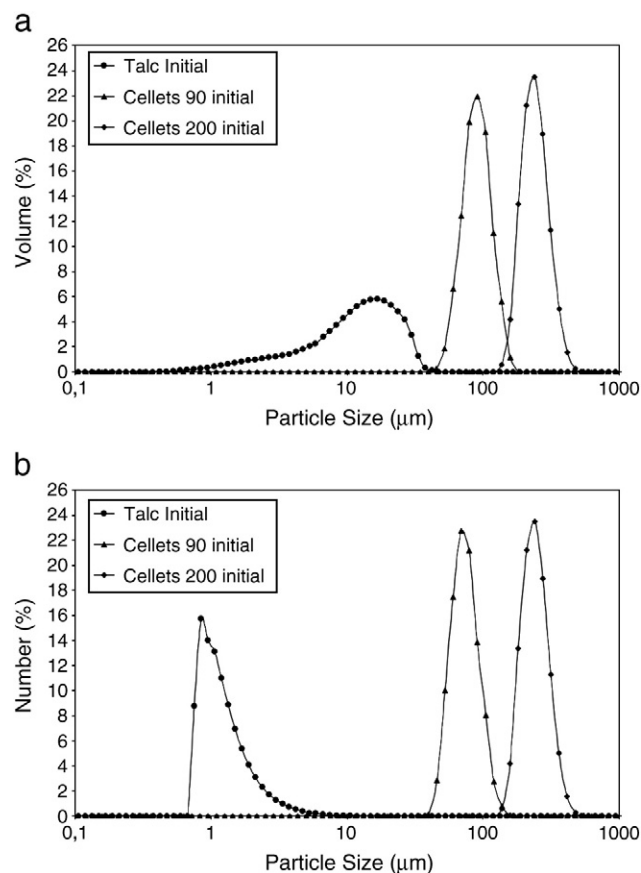 a
26
24
22
20
18
16
14
12
10
8
6
4
2
0
Volume (%)
Talc Initial
Cellets 90 initial
Cellets 200 initial
0,1 1 10 100 1000
Particle Size (μm)
b
26
24
22
20
18
16
14
12
10
8
6
4
2
0
Number (%)
Talc Initial
Cellets 90 initial
Cellets 200 initial
0,1 1 10 100 1000
Particle Size (μm)